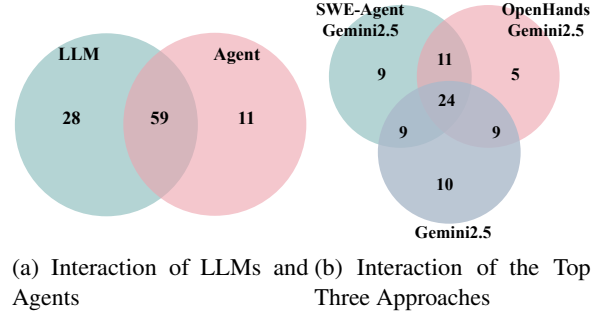 LLM
Agent
28
59
11
(a) Interaction of LLMs and
Agents
SWE-Agent
Gemini2.5
OpenHands
Gemini2.5
9
11
5
24
9
9
10
Gemini2.5
(b) Interaction of the Top
Three Approaches